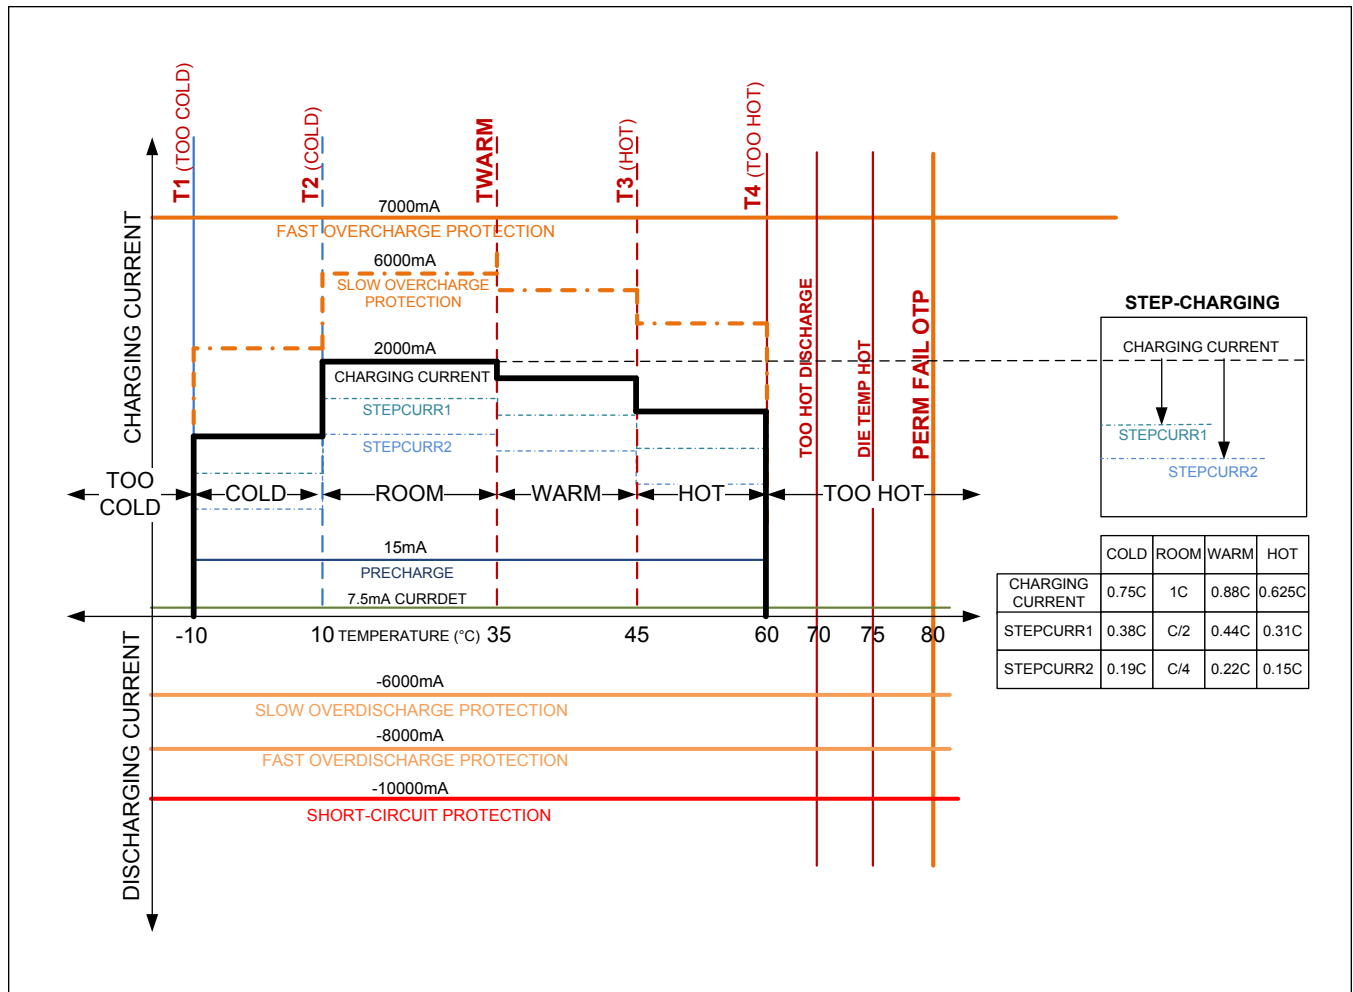 T1 (TOO COLD)
T2 (COLD)
TWARM
T3 (HOT)
T4 (TOO HOT)
CHARGING CURRENT
7000mA
FAST OVERCHARGE PROTECTION
6000mA
SLOW OVERCHARGE
PROTECTION
2000mA
CHARGING CURRENT
STEPCURR1
STEPCURR2
TOO HOT DISCHARGE
DIE TEMP HOT
PERM FAIL OTP
TOO
COLD
COLD
ROOM
WARM
HOT
TOO HOT
15mA
PRECHARGE
7.5mA CURRDET
-10
10
TEMPERATURE (°C)
35
45
60
70
75
80
DISCHARGING CURRENT
-6000mA
SLOW OVERDISCHARGE PROTECTION
-8000mA
FAST OVERDISCHARGE PROTECTION
-10000mA
SHORT-CIRCUIT PROTECTION
STEP-CHARGING
CHARGING CURRENT
STEPCURR1
STEPCURR2
COLD ROOM WARM HOT
CHARGING
CURRENT
0.75C 1C 0.88C 0.625C
STEPCURR1 0.38C C/2 0.44C 0.31C
STEPCURR2 0.19C C/4 0.22C 0.15C